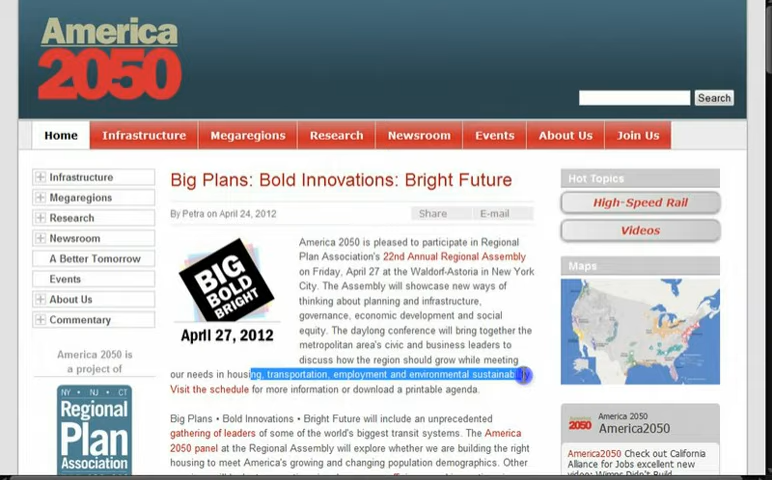 America
2050
Search
Home Infrastructure Megaregions Research Newsroom Events About Us Join Us
Infrastructure
Megaregions
Research
Newsroom
A Better Tomorrow
Events
About Us
Commentary
America 2050 is
a project of
NY • NJ • CT
Regional
Plan
Association
Big Plans: Bold Innovations: Bright Future
By Petra on April 24, 2012
Share E-mail
BIG
BOLD
BRIGHT
April 27, 2012
America 2050 is pleased to participate in Regional
Plan Association's 22nd Annual Regional Assembly
on Friday, April 27 at the Waldorf-Astoria in New York
City. The Assembly will showcase new ways of
thinking about planning and infrastructure,
governance, economic development and social
equity. The daylong conference will bring together the
metropolitan area's civic and business leaders to
discuss how the region should grow while meeting
our needs in housing, transportation, employment and environmental
Visit the schedule for more information or download a printable agenda.
Big Plans • Bold Innovations • Bright Future will include an unprecedented
gathering of leaders of some of the world's biggest transit systems. The America
2050 panel at the Regional Assembly will explore whether we are building the right
housing to meet America's growing and changing population demographics. Other
Hot Topics
High-Speed Rail
Videos
Maps
2050
America 2050
America2050
America2050 Check out California
Alliance for Jobs excellent new
video: Wimps Didn't Build